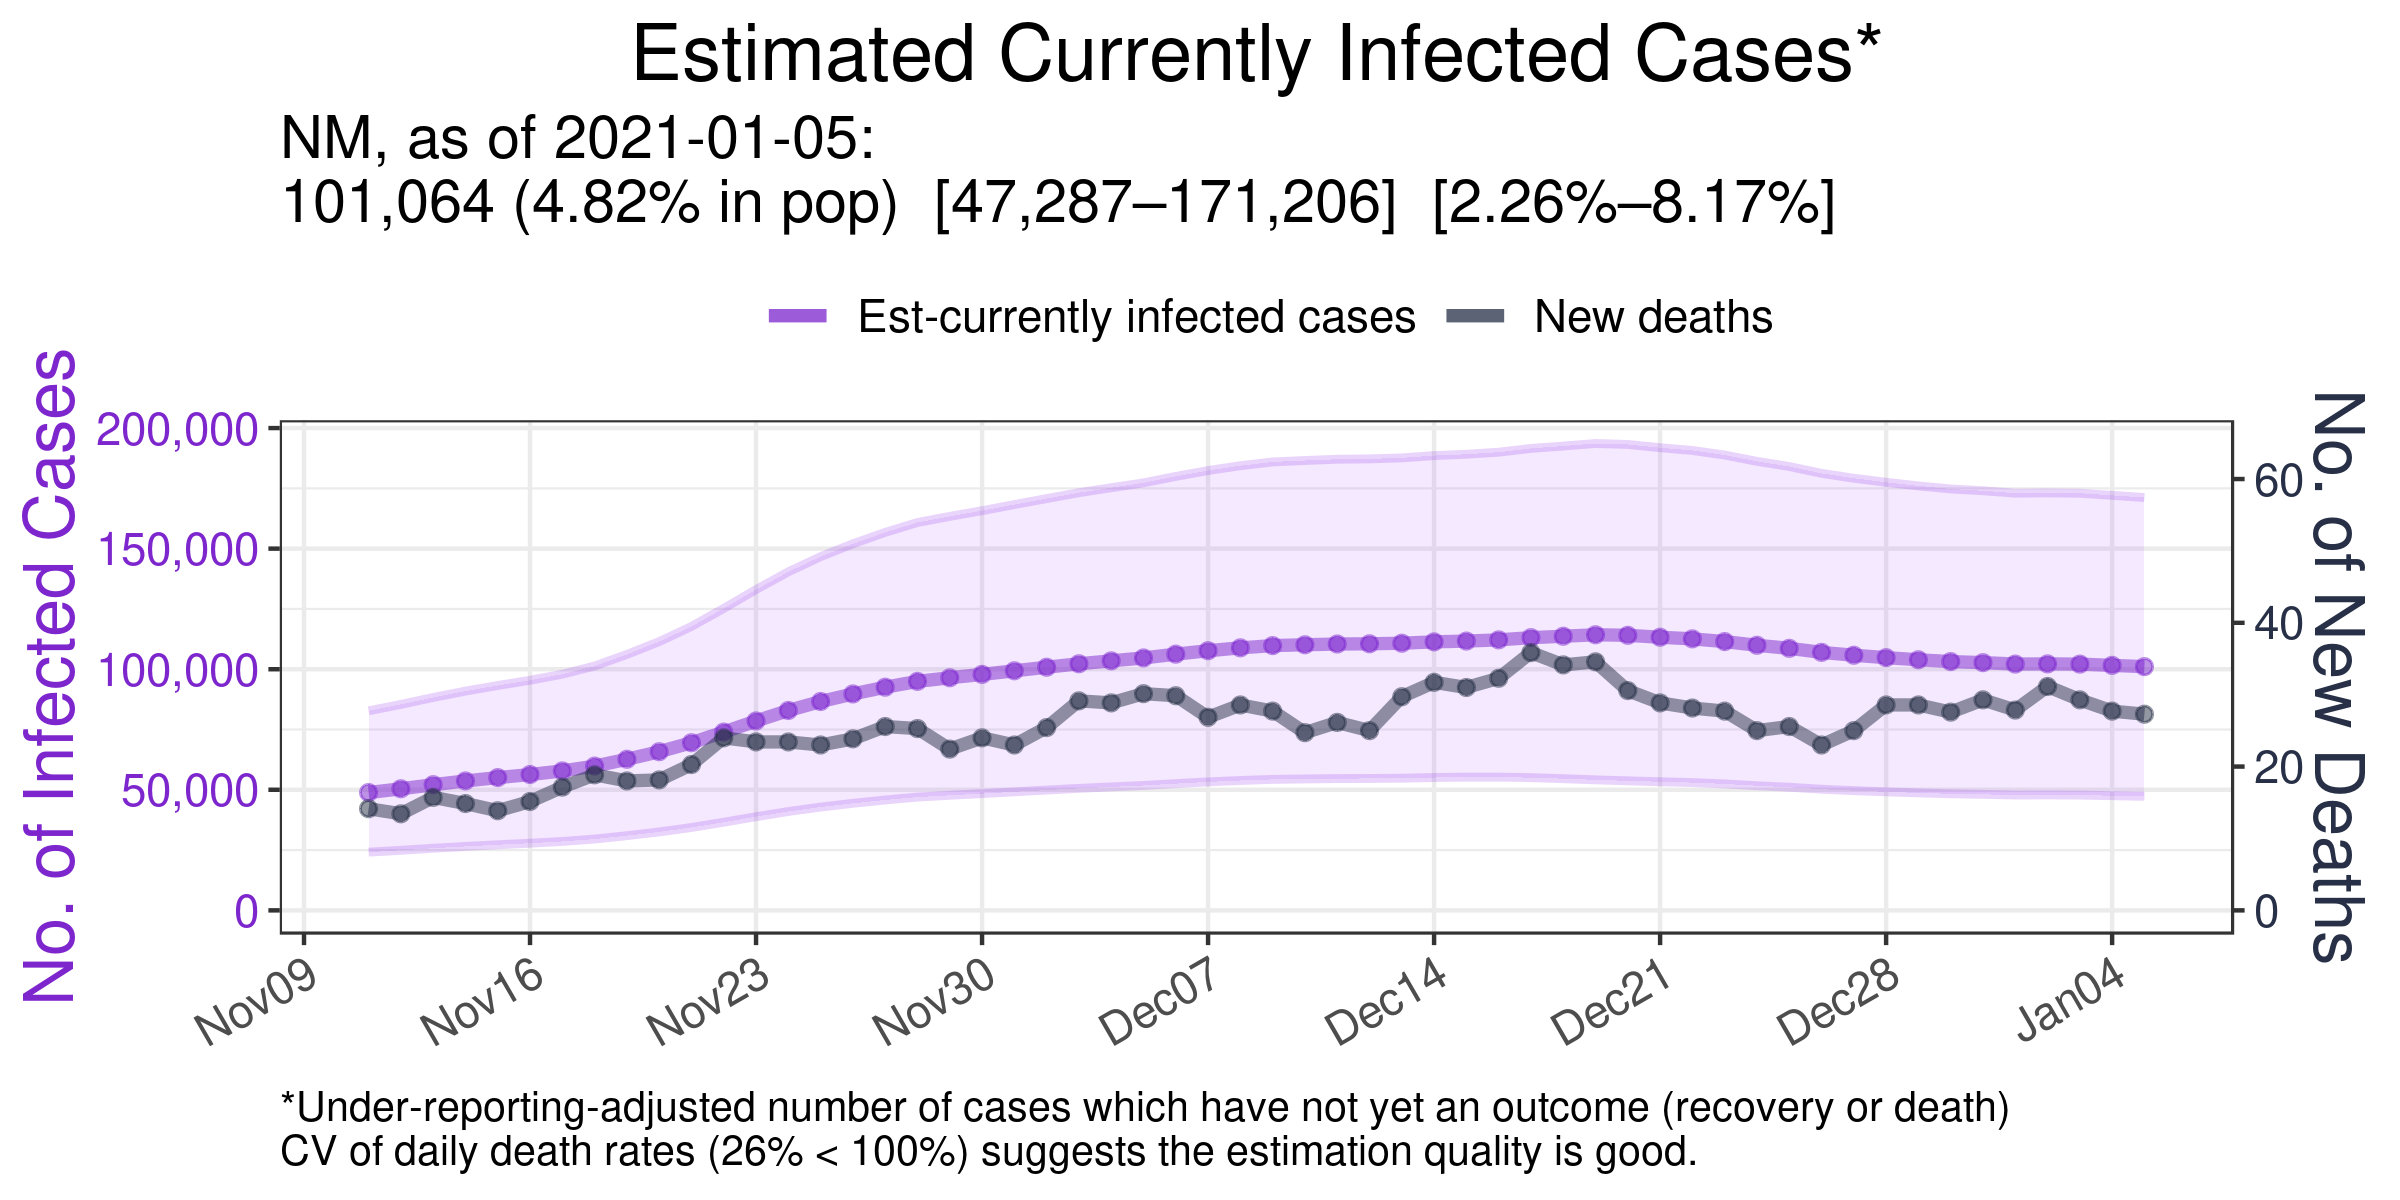 Estimated Currently Infected Cases*
NM, as of 2021-01-05:
101,064 (4.82% in pop)  [47,287–171,206]  [2.26%–8.17%]
Est-currently infected cases
New deaths
No. of Infected Cases
200,000
150,000
100,000
50,000
0
60
40
20
0
No. of New Deaths
Nov09
Nov16
Nov23
Nov30
Dec07
Dec14
Dec21
Dec28
Jan04
*Under-reporting-adjusted number of cases which have not yet an outcome (recovery or death)
CV of daily death rates (26% < 100%) suggests the estimation quality is good.